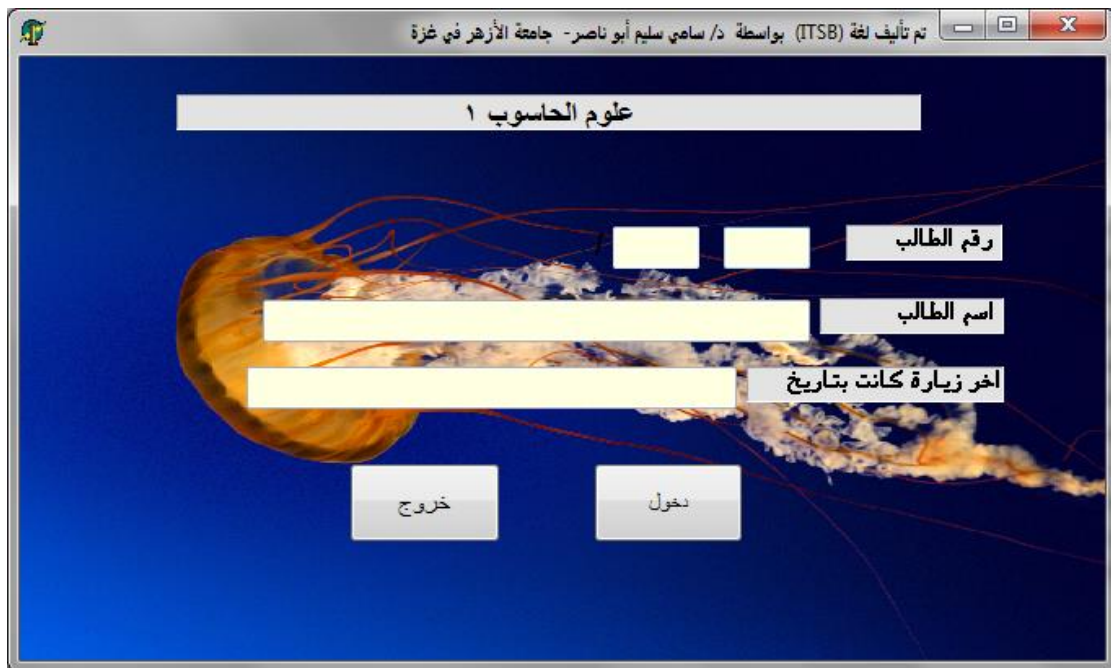 تم تأليف لغة (ITSB) بواسطة د/ سامي سليم أبو ناصر- جامعة الأزهر في غزة
علوم الحاسوب ١
رقم الطالب
اسم الطالب
اخر زيارة كانت بتاريخ
دخول
خروج